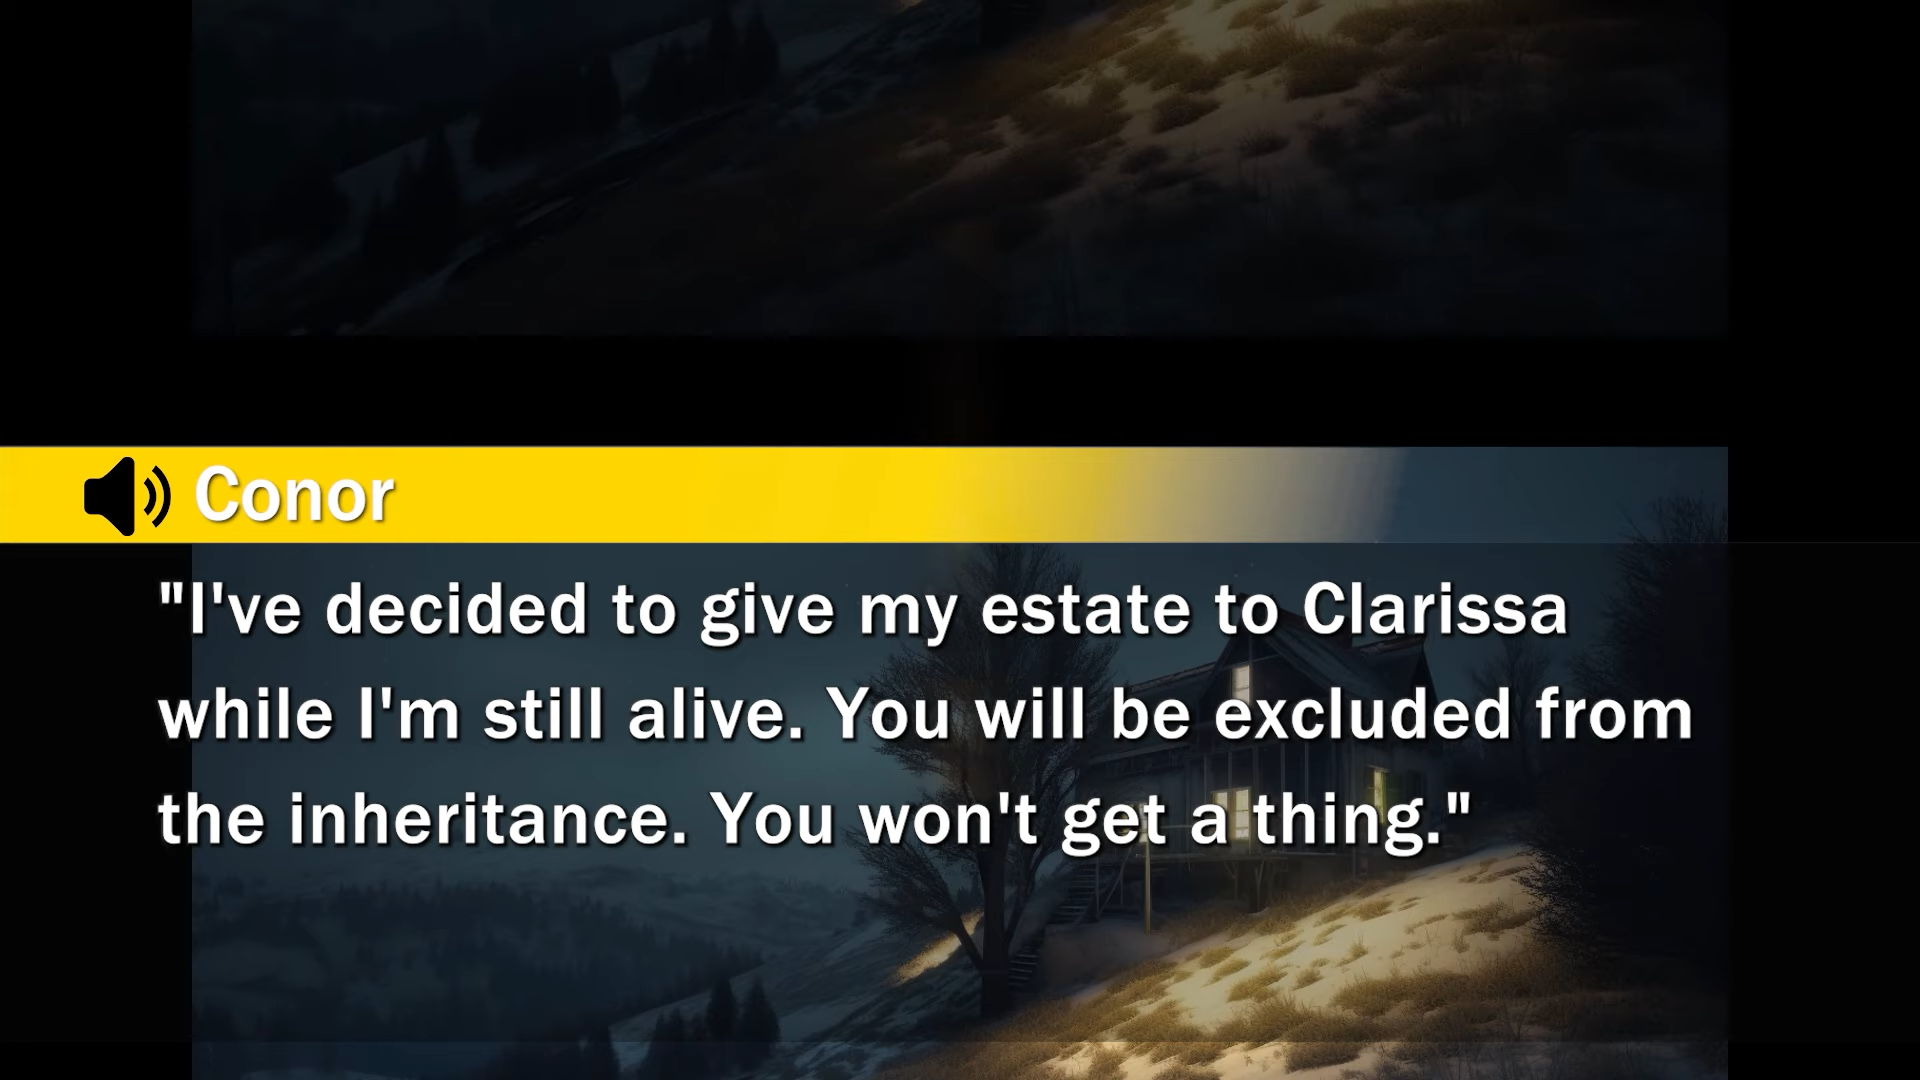 Conor
"I've decided to give my estate to Clarissa
while I'm still alive. You will be excluded from
the inheritance. You won't get a thing."